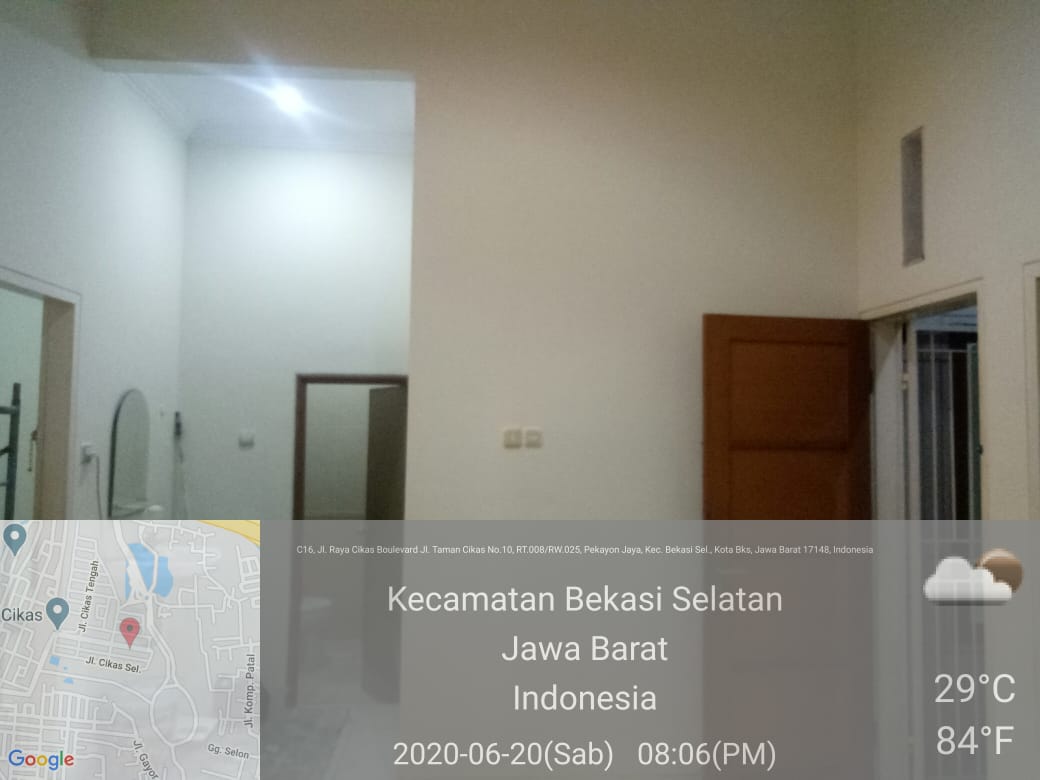 C16, Jl. Raya Cikas Boulevard Jl. Taman Cikas No.10, RT.008/RW.025, Pekayon Jaya, Kec. Bekasi Sel., Kota Bks, Jawa Barat 17148, Indonesia
Kecamatan Bekasi Selatan
Jawa Barat
Indonesia
2020-06-20(Sab) 08:06(PM)
29°C
84°F
Jl. Cikas Tengah
Cikas
Jl. Cikas Sel.
Jl. Komp. Patal
Jl. Gayor
Gg. Selon
Google